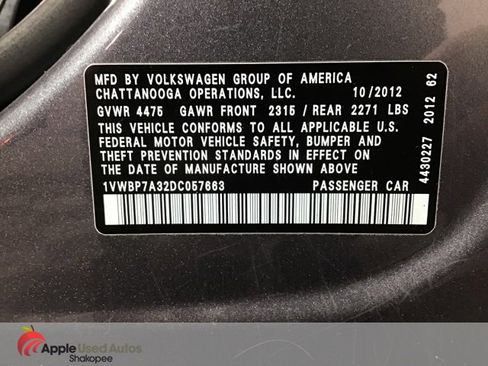 MFD BY VOLKSWAGEN GROUP OF AMERICA
CHATTANOOGA OPERATIONS, LLC. 10/2012
GVWR 4475 GAWR FRONT 2315 / REAR 2271 LBS
THIS VEHICLE CONFORMS TO ALL APPLICABLE U.S.
FEDERAL MOTOR VEHICLE SAFETY, BUMPER AND
THEFT PREVENTION STANDARDS IN EFFECT ON
THE DATE OF MANUFACTURE SHOWN ABOVE
1VWBP7A32DC057663 PASSENGER CAR
4430227 2012 62
Apple Used Autos
Shakopee